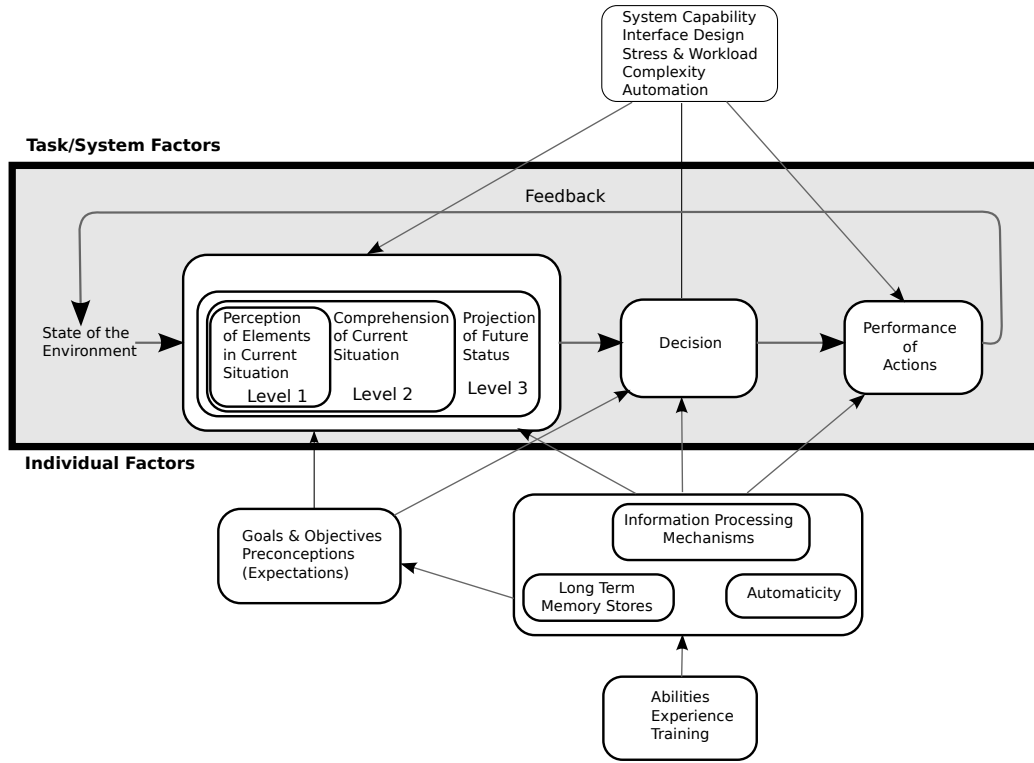 System Capability
Interface Design
Stress & Workload
Complexity
Automation
Task/System Factors
Feedback
State of the
Environment
Perception
of Elements
in Current
Situation
Level 1
Comprehension
of Current
Situation
Level 2
Projection
of Future
Status
Level 3
Decision
Performance
of
Actions
Individual Factors
Goals & Objectives
Preconceptions
(Expectations)
Information Processing
Mechanisms
Long Term
Memory Stores
Automaticity
Abilities
Experience
Training